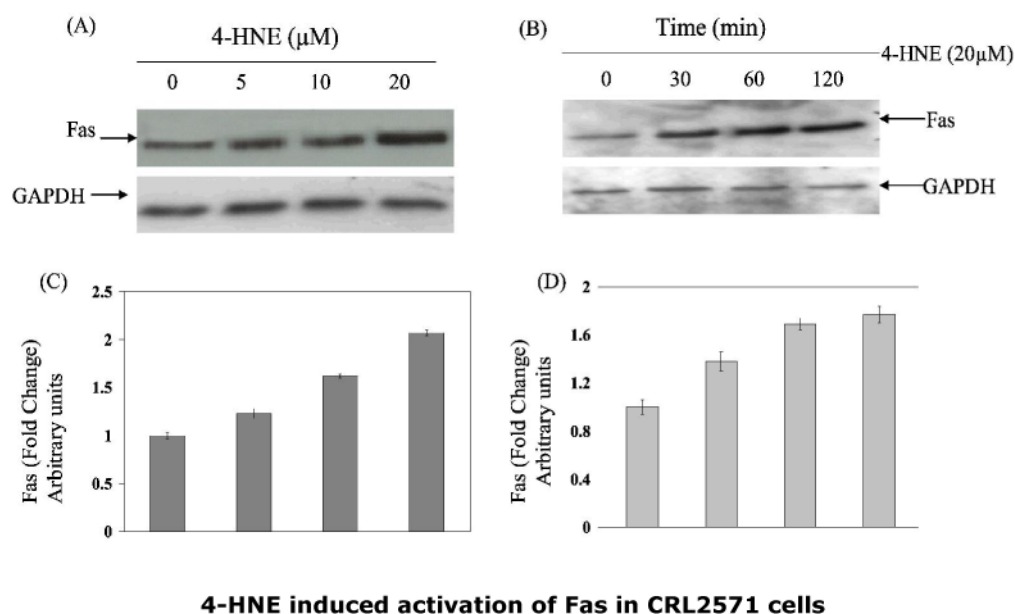 (A)
4-HNE (μM)
0 5 10 20
Fas
GAPDH
(B)
Time (min)
4-HNE (20μM)
0 30 60 120
Fas
GAPDH
(C)
Fas (Fold Change)
Arbitrary units
2.5
2
1.5
1
0.5
0
(D)
Fas (Fold Change)
Arbitrary units
2
1.6
1.2
0.8
0.4
0
4-HNE induced activation of Fas in CRL2571 cells